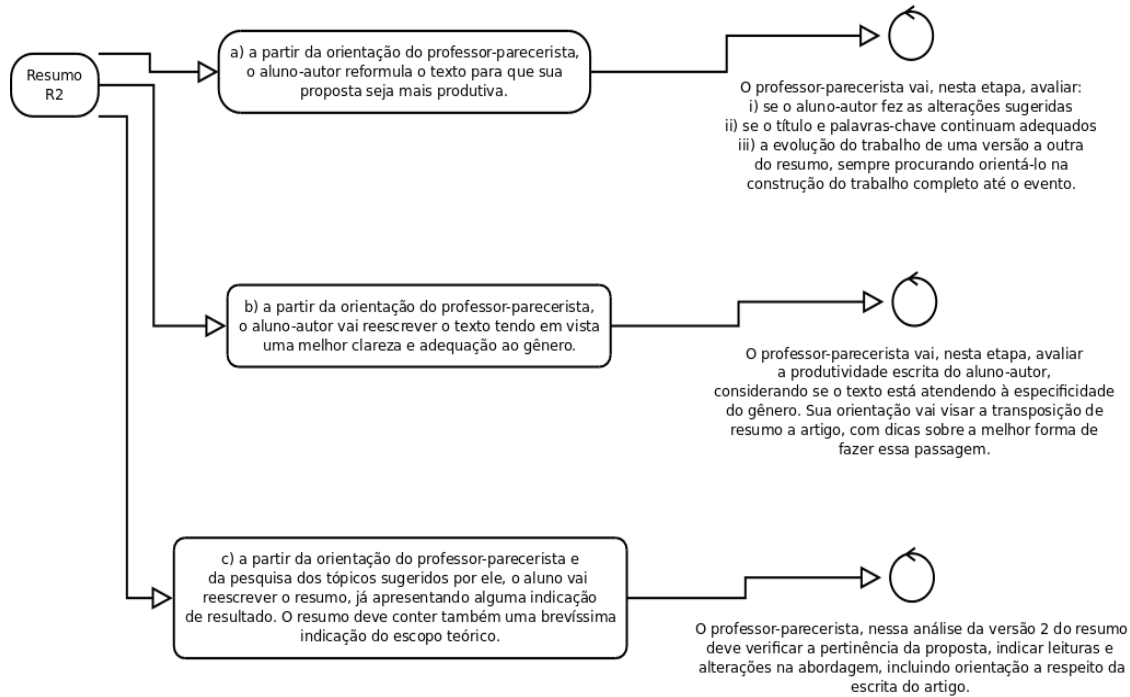 Resumo
R2
a) a partir da orientação do professor-parecerista,
o aluno-autor reformula o texto para que sua
proposta seja mais produtiva.
O professor-parecerista vai, nesta etapa, avaliar:
i) se o aluno-autor fez as alterações sugeridas
ii) se o título e palavras-chave continuam adequados
iii) a evolução do trabalho de uma versão a outra
do resumo, sempre procurando orientá-lo na
construção do trabalho completo até o evento.
b) a partir da orientação do professor-parecerista,
o aluno-autor vai reescrever o texto tendo em vista
uma melhor clareza e adequação ao gênero.
O professor-parecerista vai, nesta etapa, avaliar
a produtividade escrita do aluno-autor,
considerando se o texto está atendendo à especificidade
do gênero. Sua orientação vai visar a transposição de
resumo a artigo, com dicas sobre a melhor forma de
fazer essa passagem.
c) a partir da orientação do professor-parecerista e
da pesquisa dos tópicos sugeridos por ele, o aluno vai
reescrever o resumo, já apresentando alguma indicação
de resultado. O resumo deve conter também uma brevíssima
indicação do escopo teórico.
O professor-parecerista, nessa análise da versão 2 do resumo
deve verificar a pertinência da proposta, indicar leituras e
alterações na abordagem, incluindo orientação a respeito da
escrita do artigo.